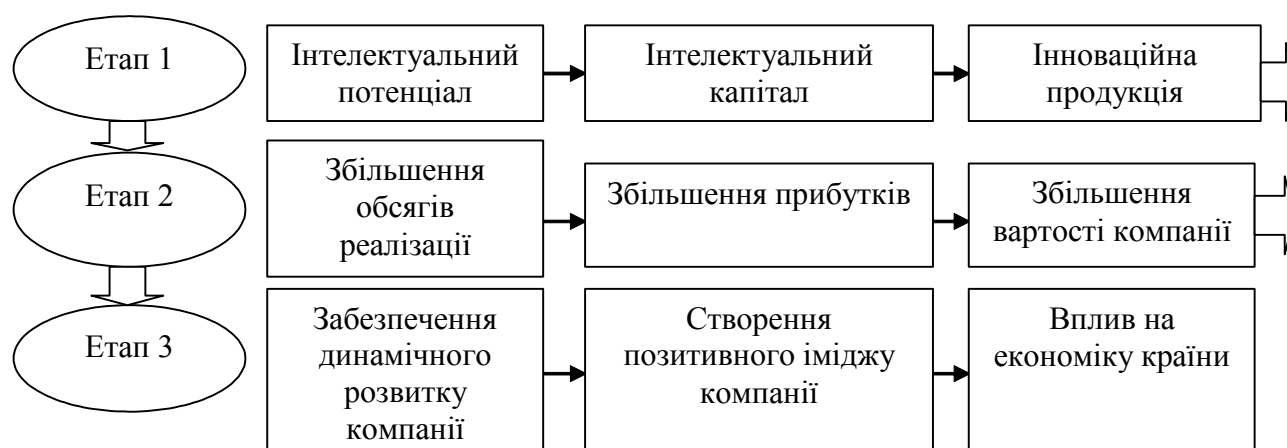 Етап 1
Інтелектуальний
потенціал
Інтелектуальний
капітал
Інноваційна
продукція
Етап 2
Збільшення
обсягів
реалізації
Збільшення прибутків
Збільшення
вартості компанії
Етап 3
Забезпечення
динамічного
розвитку
компанії
Створення
позитивного іміджу
компанії
Вплив на
економіку країни